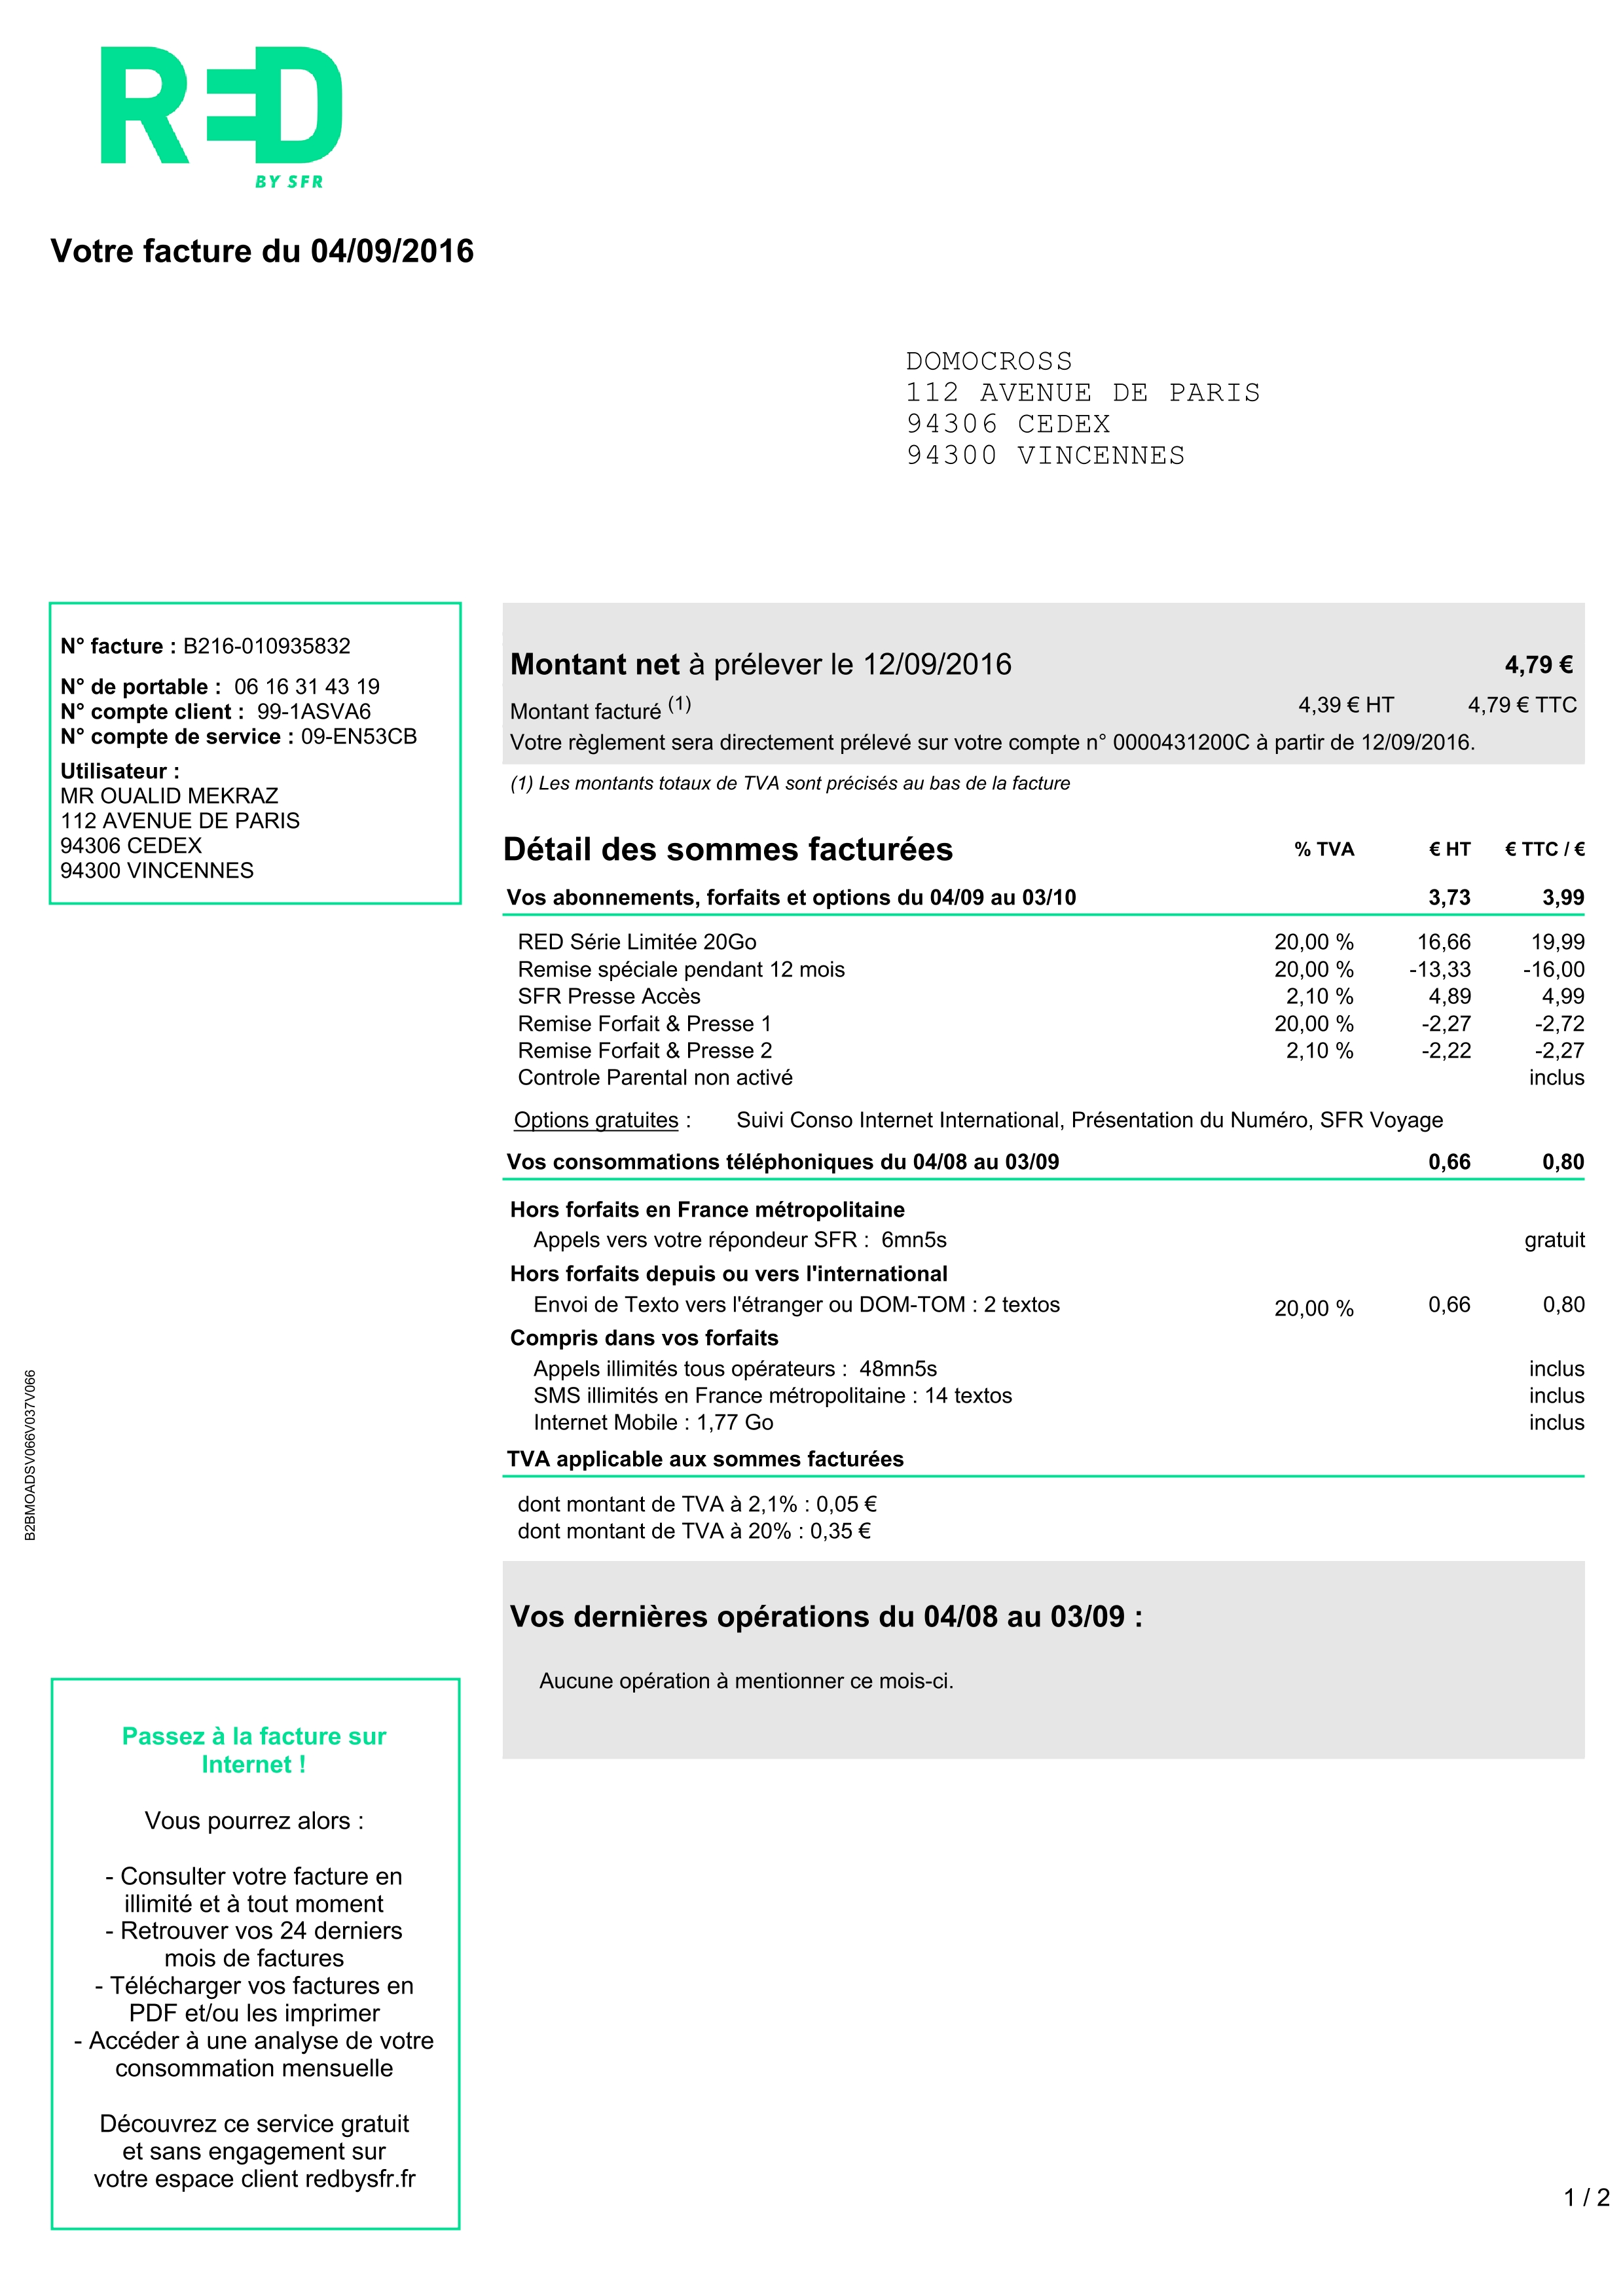 RED
BY SFR
Votre facture du 04/09/2016
DOMOCROSS
112 AVENUE DE PARIS
94306 CEDEX
94300 VINCENNES
N° facture : B216-010935832
N° de portable : 06 16 31 43 19
N° compte client : 99-1ASVA6
N° compte de service : 09-EN53CB
Utilisateur :
MR OUALID MEKRAZ
112 AVENUE DE PARIS
94306 CEDEX
94300 VINCENNES
Montant net à prélever le 12/09/2016 4,79 €
Montant facturé (1) 4,39 € HT 4,79 € TTC
Votre règlement sera directement prélevé sur votre compte n° 0000431200C à partir de 12/09/2016.
(1) Les montants totaux de TVA sont précisés au bas de la facture
Détail des sommes facturées % TVA € HT € TTC / €
Vos abonnements, forfaits et options du 04/09 au 03/10 3,73 3,99
RED Série Limitée 20Go 20,00 % 16,66 19,99
Remise spéciale pendant 12 mois 20,00 % -13,33 -16,00
SFR Presse Accès 2,10 % 4,89 4,99
Remise Forfait & Presse 1 20,00 % -2,27 -2,72
Remise Forfait & Presse 2 2,10 % -2,22 -2,27
Controle Parental non activé inclus
Options gratuites : Suivi Conso Internet International, Présentation du Numéro, SFR Voyage
Vos consommations téléphoniques du 04/08 au 03/09 0,66 0,80
Hors forfaits en France métropolitaine
Appels vers votre répondeur SFR : 6mn5s gratuit
Hors forfaits depuis ou vers l'international
Envoi de Texto vers l'étranger ou DOM-TOM : 2 textos 20,00 % 0,66 0,80
Compris dans vos forfaits
Appels illimités tous opérateurs : 48mn5s inclus
SMS illimités en France métropolitaine : 14 textos inclus
Internet Mobile : 1,77 Go inclus
TVA applicable aux sommes facturées
dont montant de TVA à 2,1% : 0,05 €
dont montant de TVA à 20% : 0,35 €
Vos dernières opérations du 04/08 au 03/09 :
Aucune opération à mentionner ce mois-ci.
B2BMOADSV066V037V066
Passez à la facture sur
Internet !
Vous pourrez alors :
- Consulter votre facture en
illimité et à tout moment
- Retrouver vos 24 derniers
mois de factures
- Télécharger vos factures en
PDF et/ou les imprimer
- Accéder à une analyse de votre
consommation mensuelle
Découvrez ce service gratuit
et sans engagement sur
votre espace client redbysfr.fr
1 / 2